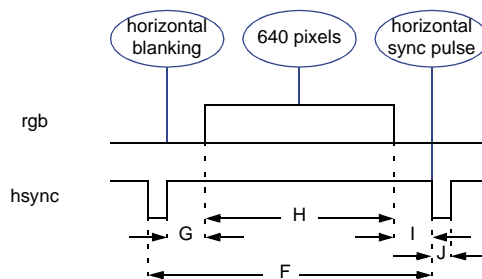 horizontal
blanking
640 pixels
horizontal
sync pulse
rgb
hsync
H
G
I
J
F